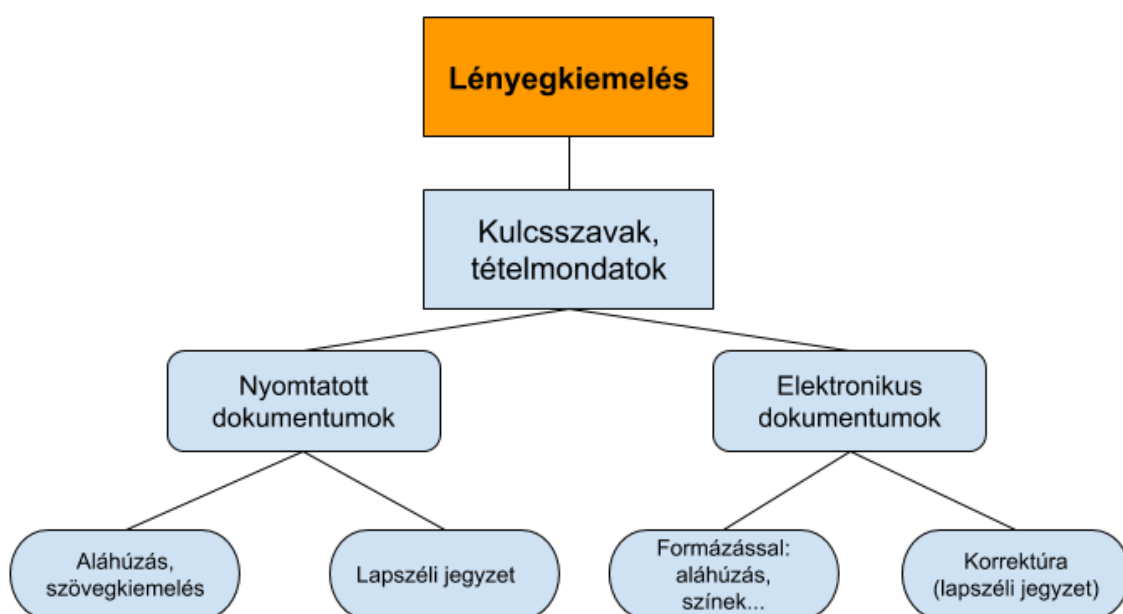 Lényegkiemelés
Kulcsszavak,
tételmondatok
Nyomtatott
dokumentumok
Elektronikus
dokumentumok
Aláhúzás,
szövegkiemelés
Lapszéli jegyzet
Formázással:
aláhúzás,
színek...
Korrektúra
(lapszéli jegyzet)